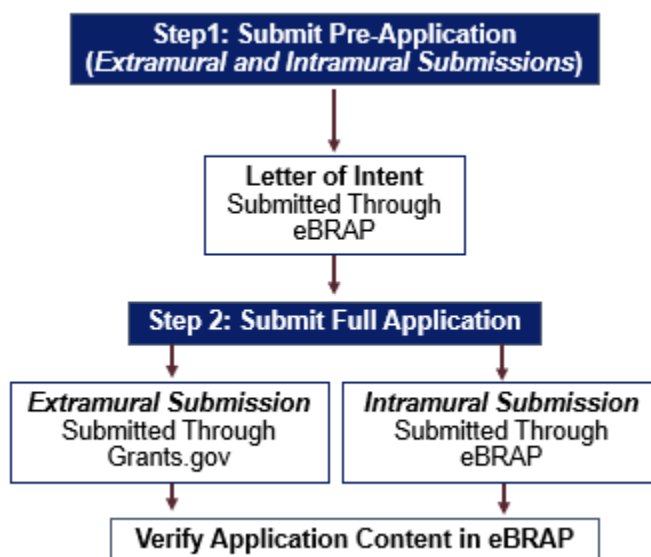 Step1: Submit Pre-Application
(Extramural and Intramural Submissions)
Letter of Intent
Submitted Through
eBRAP
Step 2: Submit Full Application
Extramural Submission
Submitted Through
Grants.gov
Intramural Submission
Submitted Through
eBRAP
Verify Application Content in eBRAP